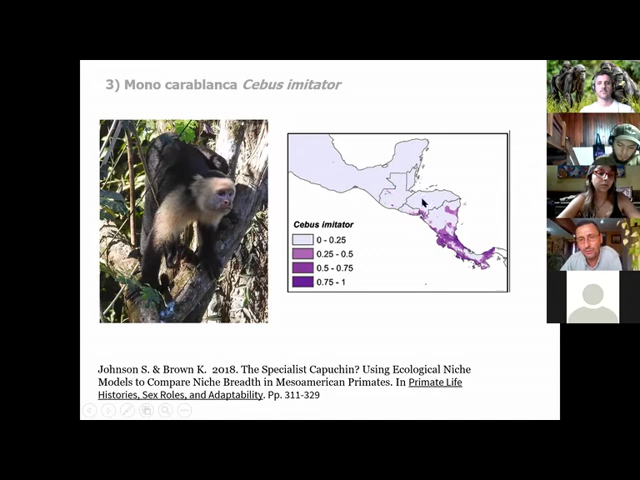 3) Mono carablanca Cebus imitator
Cebus imitator
0 - 0.25
0.25 - 0.5
0.5 - 0.75
0.75 - 1
Johnson S. & Brown K. 2018. The Specialist Capuchin? Using Ecological Niche
Models to Compare Niche Breadth in Mesoamerican Primates. In Primate Life
Histories, Sex Roles, and Adaptability. Pp. 311-329